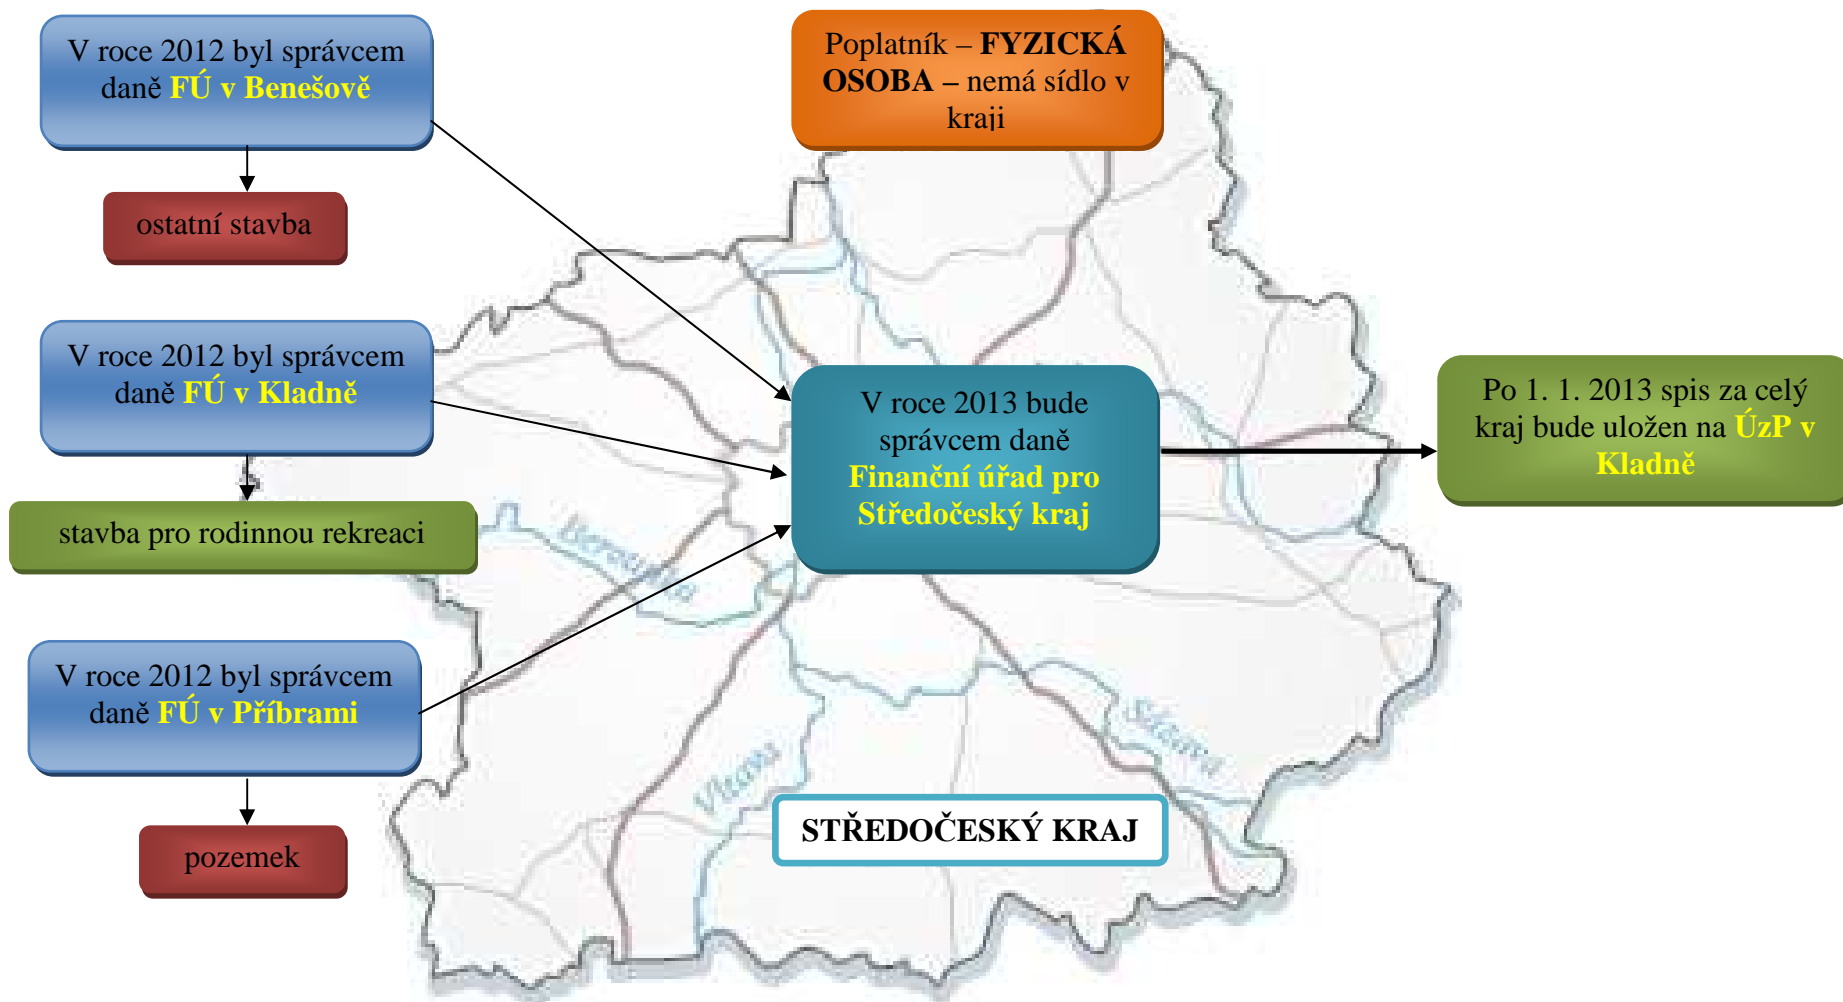 V roce 2012 byl správcem
daně FÚ v Benešově
ostatní stavba
Poplatník – FYZICKÁ
OSOBA – nemá sídlo v
kraji
V roce 2012 byl správcem
daně FÚ v Kladně
stavba pro rodinnou rekreaci
V roce 2012 byl správcem
daně FÚ v Příbrami
pozemek
V roce 2013 bude
správcem daně
Finanční úřad pro
Středočeský kraj
Po 1. 1. 2013 spis za celý
kraj bude uložen na ÚzP v
Kladně
Berounka
Vltava
Sázava
STŘEDOČESKÝ KRAJ